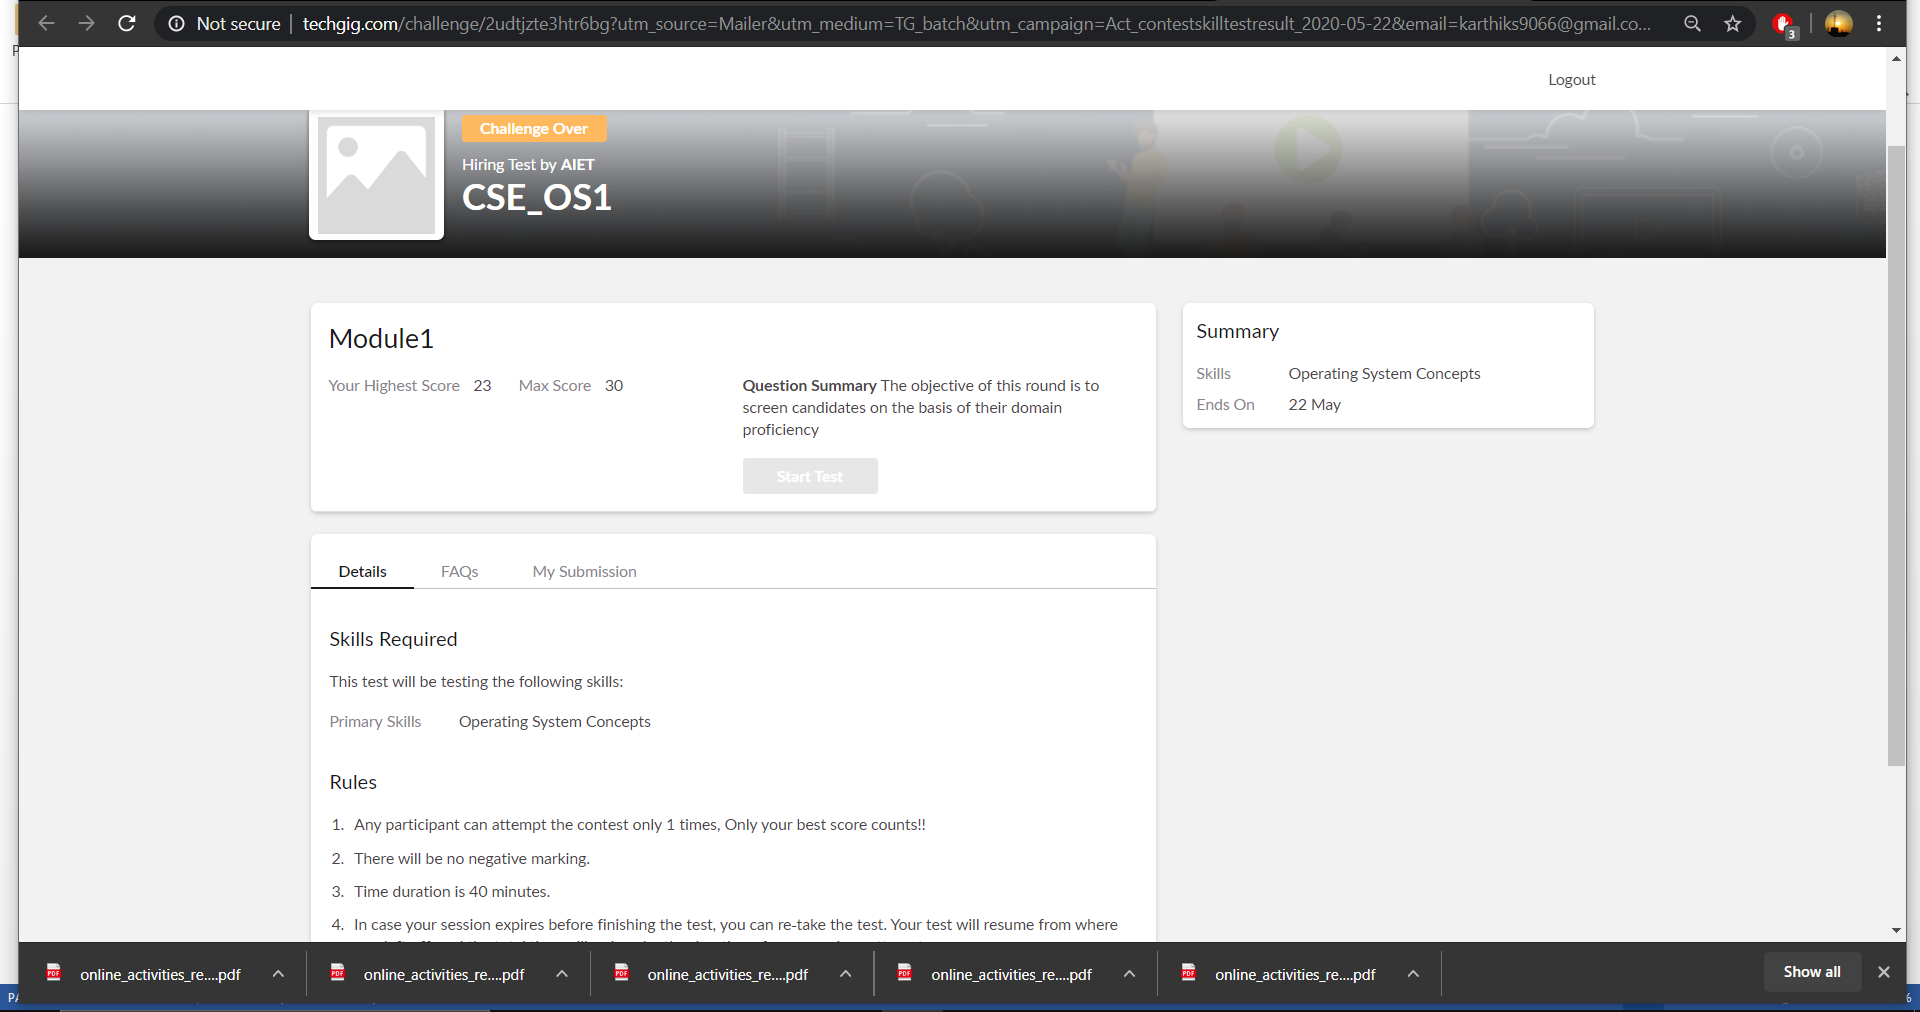 Not secure | techgig.com/challenge/2udtjzte3htr6bg?utm_source=Mailer&utm_medium=TG_batch&utm_campaign=Act_contestskilltestresult_2020-05-22&email=karthiks9066@gmail.co...
3
Logout
Challenge Over
Hiring Test by AIET
CSE_OS1
Module1
Your Highest Score 23 Max Score 30
Question Summary The objective of this round is to
screen candidates on the basis of their domain
proficiency
Start Test
Summary
Skills Operating System Concepts
Ends On 22 May
Details FAQs My Submission
Skills Required
This test will be testing the following skills:
Primary Skills Operating System Concepts
Rules
1. Any participant can attempt the contest only 1 times, Only your best score counts!!
2. There will be no negative marking.
3. Time duration is 40 minutes.
4. In case your session expires before finishing the test, you can re-take the test. Your test will resume from where
online_activities_re....pdf online_activities_re....pdf online_activities_re....pdf online_activities_re....pdf online_activities_re....pdf Show all